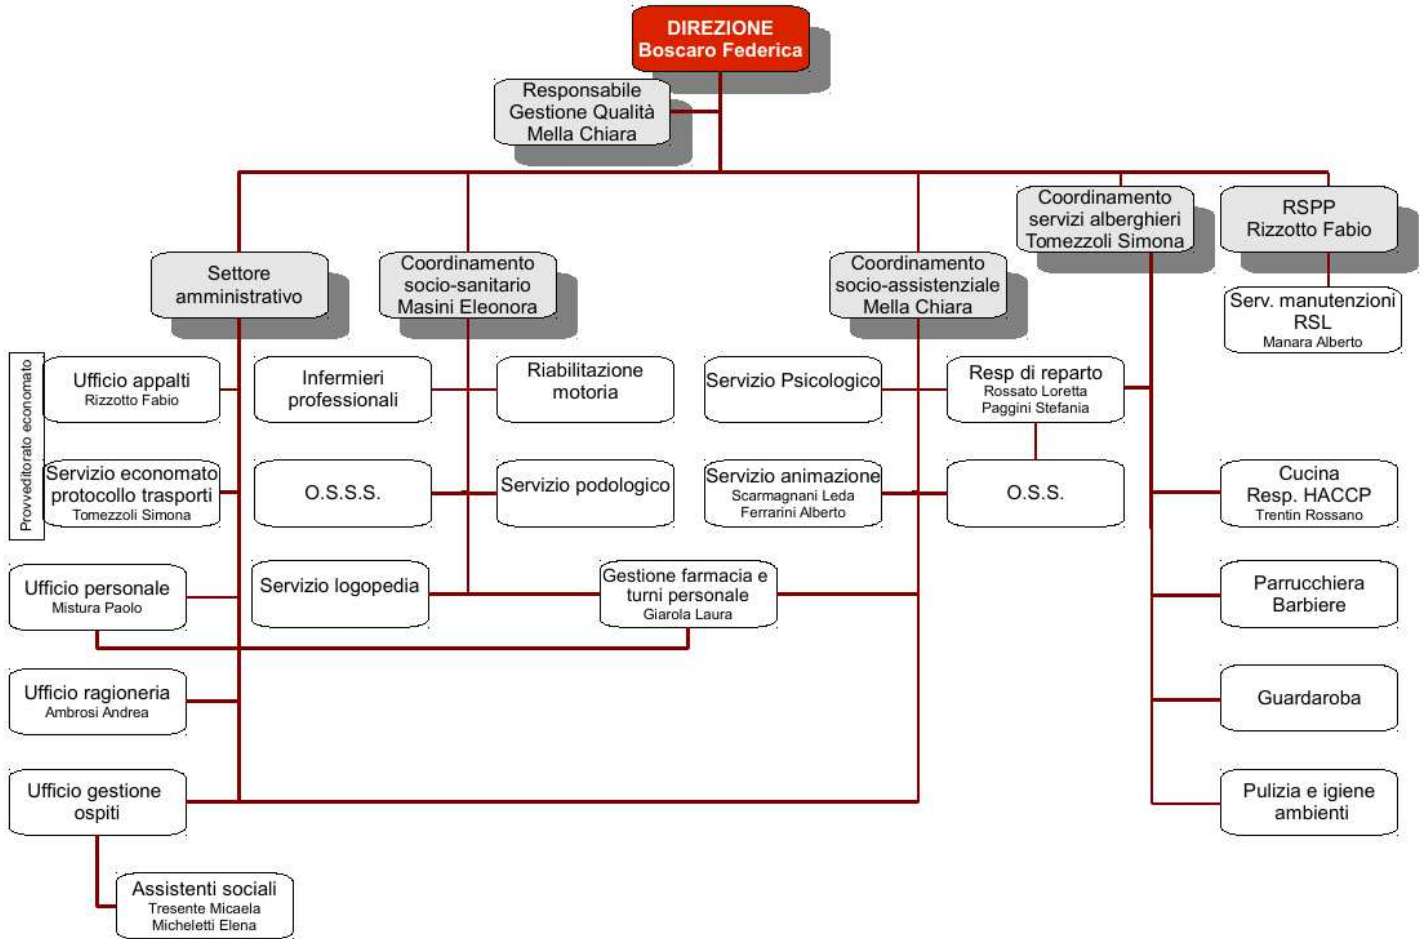 DIREZIONE
Boscaro Federica
Responsabile
Gestione Qualità
Mella Chiara
Settore
amministrativo
Coordinamento
socio-sanitario
Masini Eleonora
Coordinamento
socio-assistenziale
Mella Chiara
Coordinamento
servizi alberghieri
Tomezzoli Simona
RSPP
Rizzotto Fabio
Serv. manutenzioni
RSL
Manara Alberto
Proveditorato economato
Ufficio appalti
Rizzotto Fabio
Infermieri
professionali
Riabilitazione
motoria
Servizio Psicologico
Resp di reparto
Rossato Loretta
Paggini Stefania
Servizio economato
protocollo trasporti
Tomezzoli Simona
O.S.S.S.
Servizio podologico
Servizio animazione
Scarmagnani Leda
Ferrarini Alberto
O.S.S.
Cucina
Resp. HACCP
Trentin Rossano
Ufficio personale
Mistura Paolo
Servizio logopedia
Gestione farmacia e
turni personale
Giarola Laura
Parrucchiera
Barbiere
Ufficio ragioneria
Ambrosi Andrea
Guardaroba
Ufficio gestione
ospiti
Pulizia e igiene
ambienti
Assistenti sociali
Tresente Micaela
Micheletti Elena